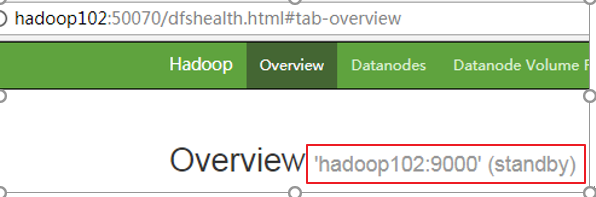 hadoop102:50070/dfshealth.html#tab-overview
Hadoop Overview Datanodes Datanode Volume F
Overview 'hadoop102:9000' (standby)